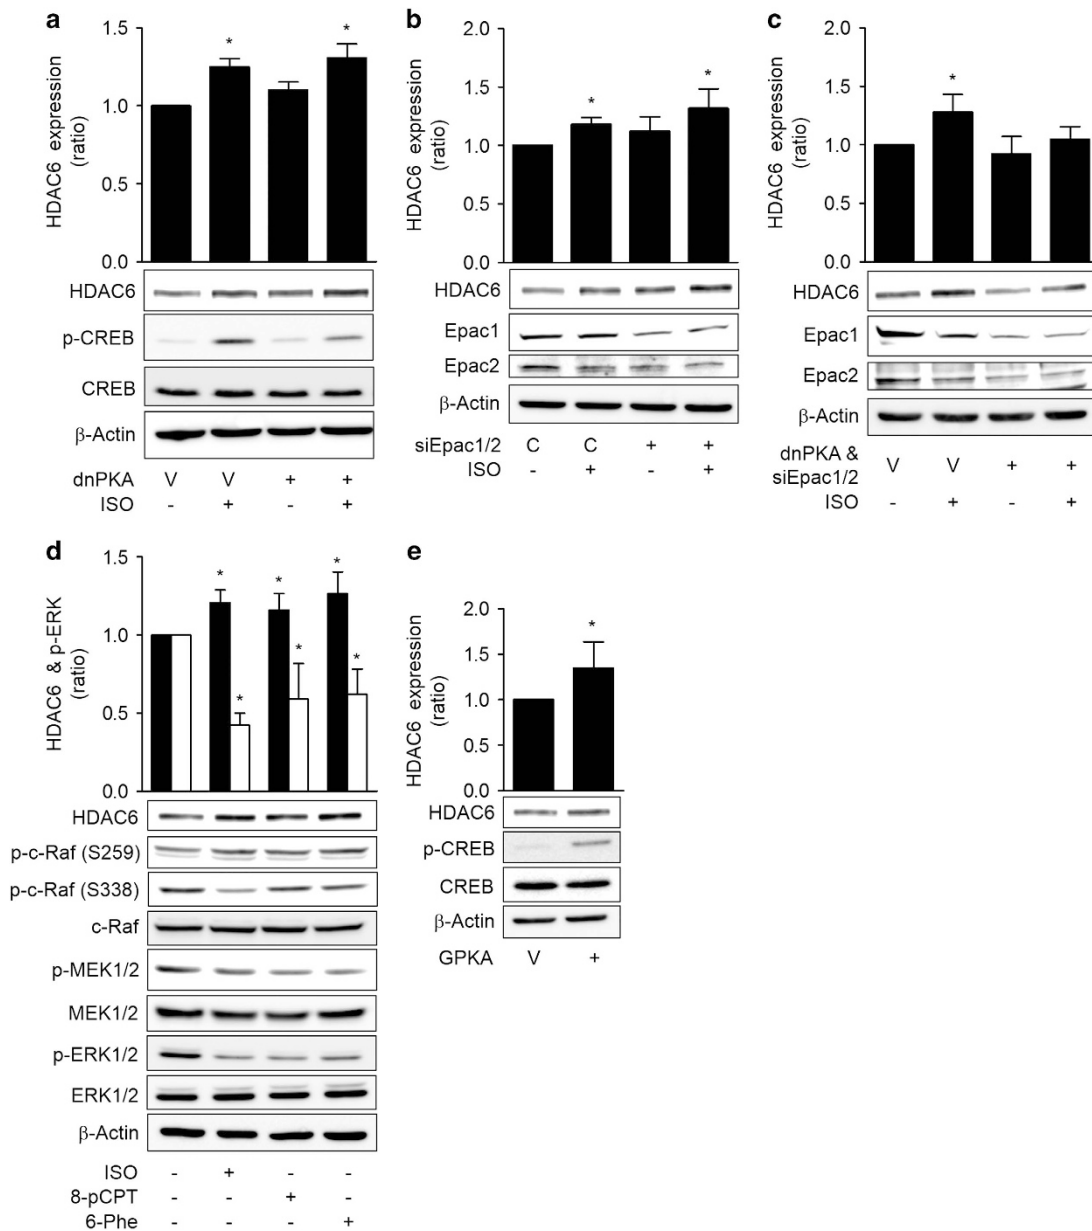 a
HDAC6 expression
(ratio)
1.5
*
*
1.0
0.5
0.0
HDAC6
p-CREB
CREB
β-Actin
dnPKA V V + +
ISO - + - +
b
HDAC6 expression
(ratio)
2.0
1.5
*
*
1.0
0.5
0.0
HDAC6
Epac1
Epac2
β-Actin
siEpac1/2 C C + +
ISO - + - +
c
HDAC6 expression
(ratio)
2.0
*
1.5
1.0
0.5
0.0
HDAC6
Epac1
Epac2
β-Actin
dnPKA &
siEpac1/2 V V + +
ISO - + - +
d
HDAC6 & p-ERK
(ratio)
1.5
* * *
1.0
* * *
0.5
0.0
HDAC6
p-c-Raf (S259)
p-c-Raf (S338)
c-Raf
p-MEK1/2
MEK1/2
p-ERK1/2
ERK1/2
β-Actin
ISO - + - -
8-pCPT - - + -
6-Phe - - - +
e
HDAC6 expression
(ratio)
2.0
*
1.5
1.0
0.5
0.0
HDAC6
p-CREB
CREB
β-Actin
GPKA V +